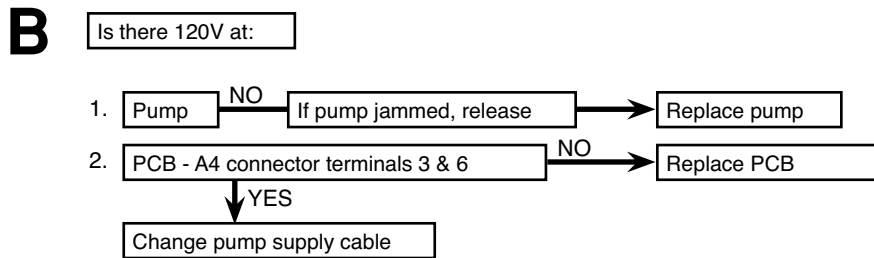 B
Is there 120V at:
1. Pump NO If pump jammed, release Replace pump
2. PCB - A4 connector terminals 3 & 6 NO Replace PCB
YES
Change pump supply cable